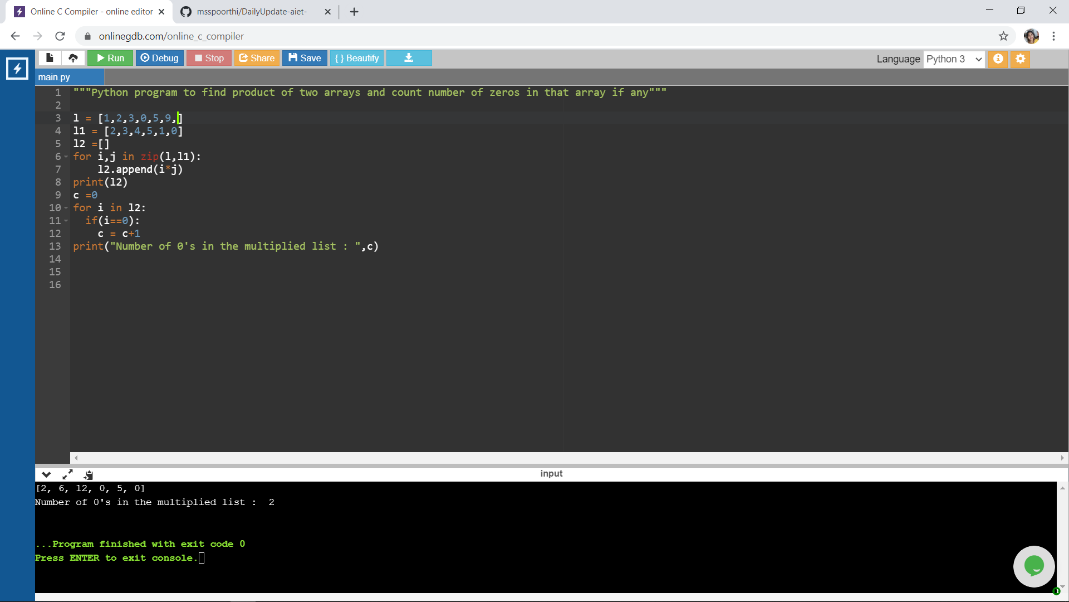 Online C Compiler - online editor
msspoorthi/DailyUpdate-aiet-
onlinegdb.com/online_c_compiler
Run Debug Stop Share Save { } Beautify Language Python 3
main.py
1 """Python program to find product of two arrays and count number of zeros in that array if any"""
2
3 l = [1,2,3,0,5,9,]
4 l1 = [2,3,4,5,1,0]
5 l2 =[]
6 for i,j in zip(l,l1):
7 l2.append(i*j)
8 print(l2)
9 c =0
10 for i in l2:
11 if(i==0):
12 c = c+1
13 print("Number of 0's in the multiplied list : ",c)
14
15
16
input
[2, 6, 12, 0, 5, 0]
Number of 0's in the multiplied list :  2
...Program finished with exit code 0
Press ENTER to exit console.